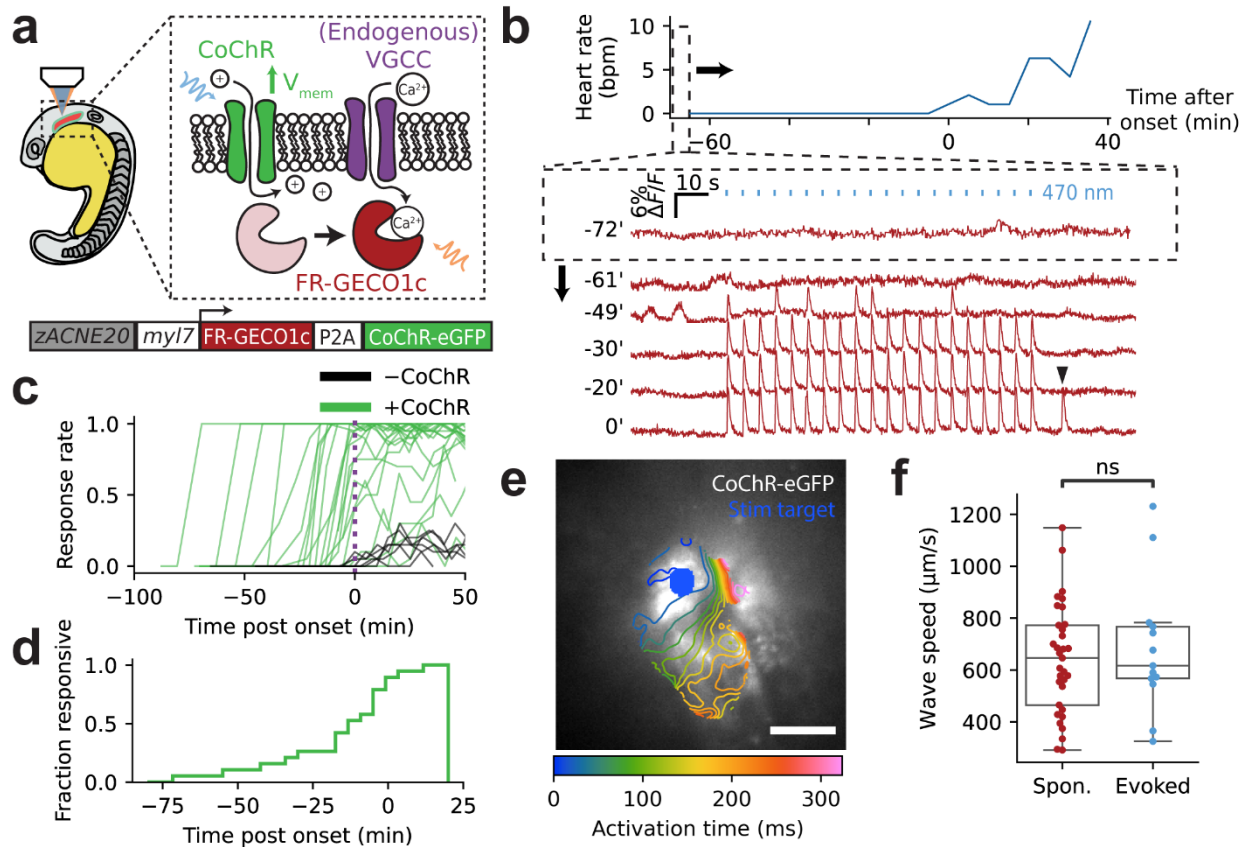 a
CoChR
(Endogenous)
VGCC
+
V mem
Ca²⁺
+
+
Ca²⁺
FR-GECO1c
zACNE20 myl7 FR-GECO1c P2A CoChR-eGFP
b
Heart rate
(bpm)
10
5
0
−60
0
40
Time after
onset (min)
6%
ΔF/F
10 s
470 nm
-72'
-61'
-49'
-30'
-20'
0'
c
−CoChR
+CoChR
Response rate
1.0
0.5
0.0
−100
−50
0
50
Time post onset (min)
d
Fraction responsive
1.0
0.5
0.0
−75
−50
−25
0
25
Time post onset (min)
e
CoChR-eGFP
Stim target
0
100
200
300
Activation time (ms)
f
ns
Wave speed (μm/s)
1200
1000
800
600
400
Spon.
Evoked